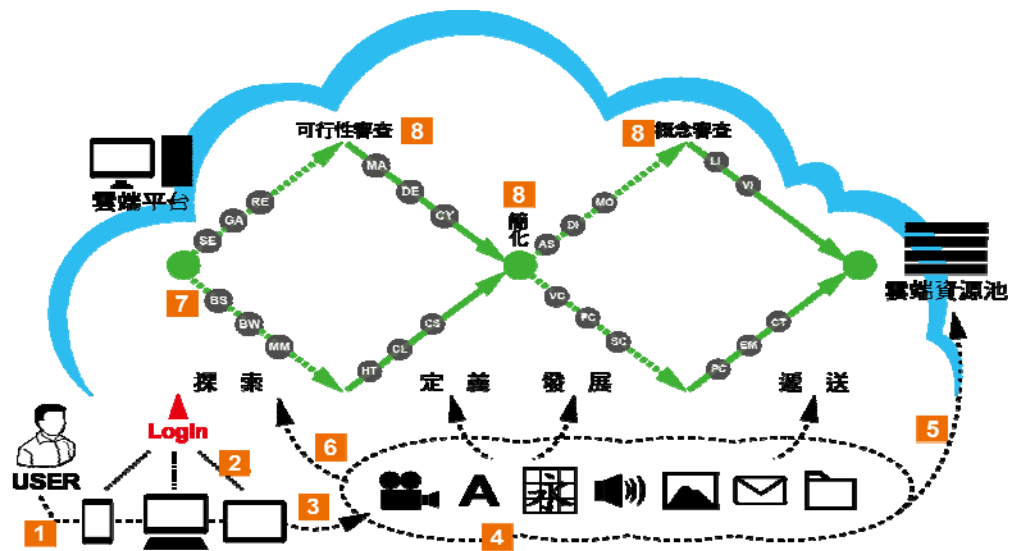 可行性審查 8
8 概念審查
MA
LI
DE
VI
雲端平台
RE
8
MO
GA
CY
簡化
DI
SE
AS
雲端資源池
7
BS
VC
BW
CS
FC
CT
MM
CL
SC
EM
HT
PC
探索
定義
發展
遞送
LogIn
USER
2
6
5
1
3
A
永
4